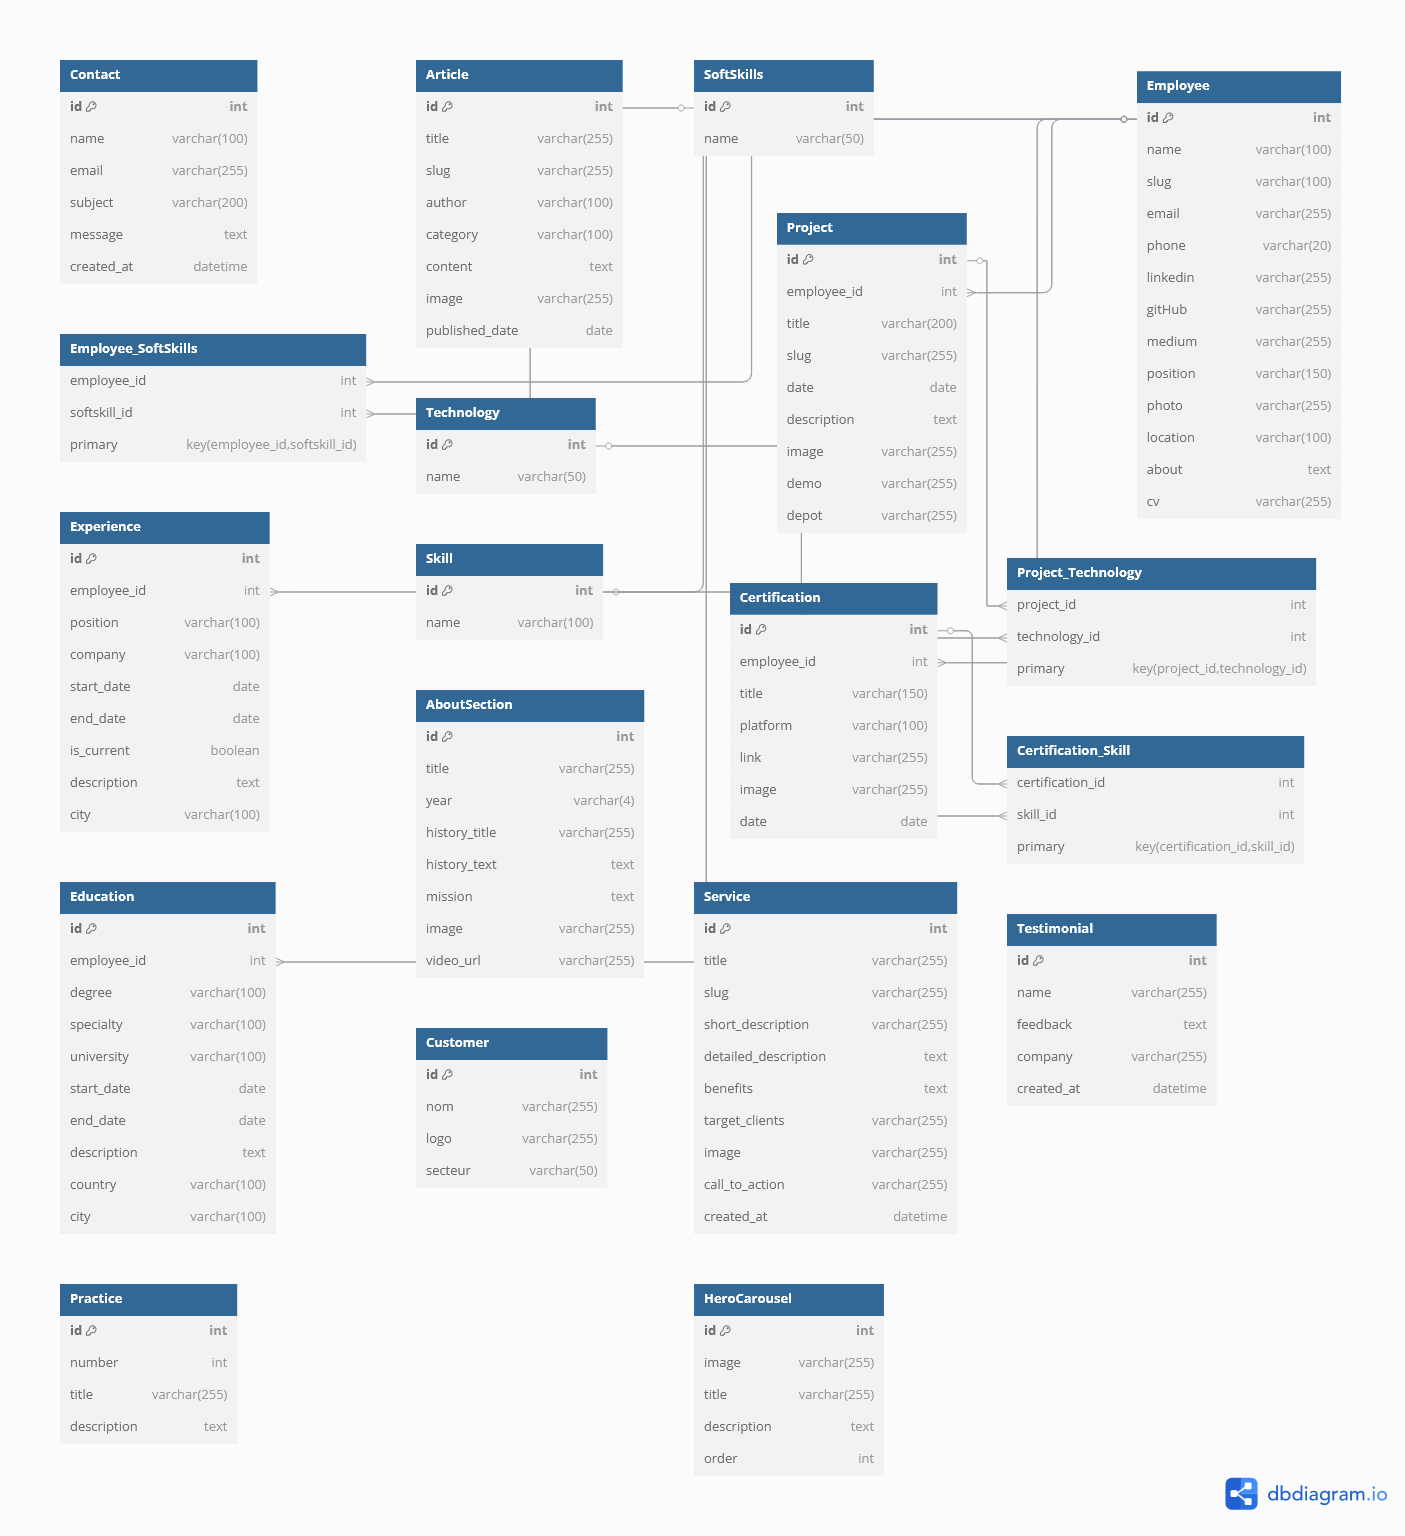 Contact
id int
name varchar(100)
email varchar(255)
subject varchar(200)
message text
created_at datetime
Article
id int
title varchar(255)
slug varchar(255)
author varchar(100)
category varchar(100)
content text
image varchar(255)
published_date date
SoftSkills
id int
name varchar(50)
Employee
id int
name varchar(100)
slug varchar(100)
email varchar(255)
phone varchar(20)
linkedin varchar(255)
gitHub varchar(255)
medium varchar(255)
position varchar(150)
photo varchar(255)
location varchar(100)
about text
cv varchar(255)
Project
id int
employee_id int
title varchar(200)
slug varchar(255)
date date
description text
image varchar(255)
demo varchar(255)
depot varchar(255)
Employee_SoftSkills
employee_id int
softskill_id int
primary key(employee_id,softskill_id)
Technology
id int
name varchar(50)
Experience
id int
employee_id int
position varchar(100)
company varchar(100)
start_date date
end_date date
is_current boolean
description text
city varchar(100)
Skill
id int
name varchar(100)
Certification
id int
employee_id int
title varchar(150)
platform varchar(100)
link varchar(255)
image varchar(255)
date date
Project_Technology
project_id int
technology_id int
primary key(project_id,technology_id)
AboutSection
id int
title varchar(255)
year varchar(4)
history_title varchar(255)
history_text text
mission text
image varchar(255)
video_url varchar(255)
Certification_Skill
certification_id int
skill_id int
primary key(certification_id,skill_id)
Education
id int
employee_id int
degree varchar(100)
specialty varchar(100)
university varchar(100)
start_date date
end_date date
description text
country varchar(100)
city varchar(100)
Service
id int
title varchar(255)
slug varchar(255)
short_description varchar(255)
detailed_description text
benefits text
target_clients varchar(255)
image varchar(255)
call_to_action varchar(255)
created_at datetime
Testimonial
id int
name varchar(255)
feedback text
company varchar(255)
created_at datetime
Customer
id int
nom varchar(255)
logo varchar(255)
secteur varchar(50)
Practice
id int
number int
title varchar(255)
description text
HeroCarousel
id int
image varchar(255)
title varchar(255)
description text
order int
dbdiagram.io